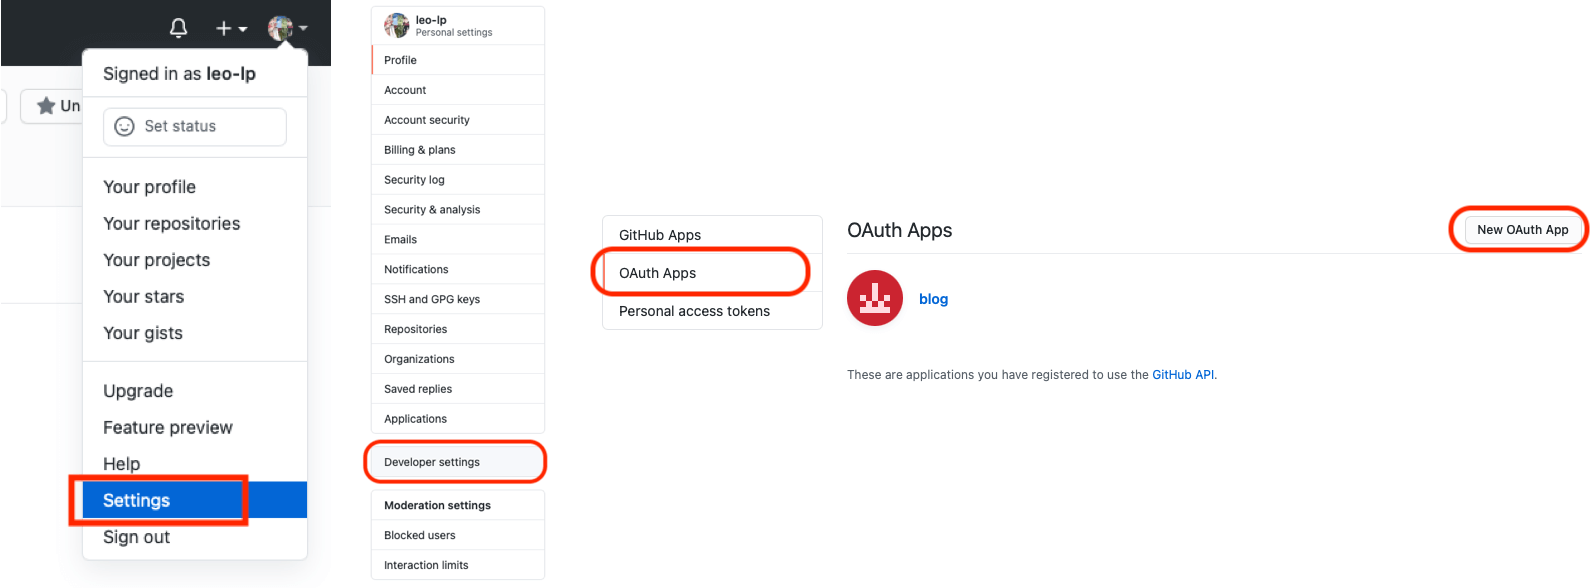 Un
Signed in as leo-lp
Set status
Your profile
Your repositories
Your projects
Your stars
Your gists
Upgrade
Feature preview
Help
Settings
Sign out
leo-lp
Personal settings
Profile
Account
Account security
Billing & plans
Security log
Security & analysis
Emails
Notifications
SSH and GPG keys
Repositories
Organizations
Saved replies
Applications
Developer settings
Moderation settings
Blocked users
Interaction limits
GitHub Apps
OAuth Apps
Personal access tokens
OAuth Apps
New OAuth App
blog
These are applications you have registered to use the GitHub API.